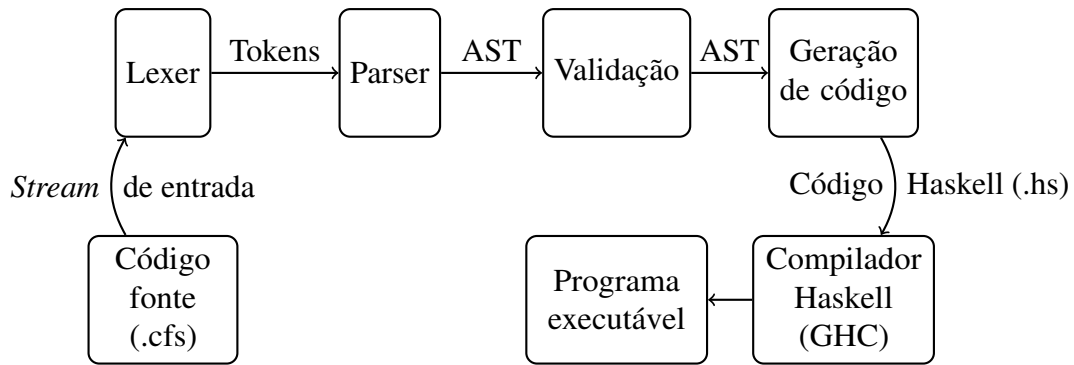 Lexer
Tokens
Parser
AST
Validação
AST
Geração
de código
Stream de entrada
Código Haskell (.hs)
Código
fonte
(.cfs)
Programa
executável
Compilador
Haskell
(GHC)